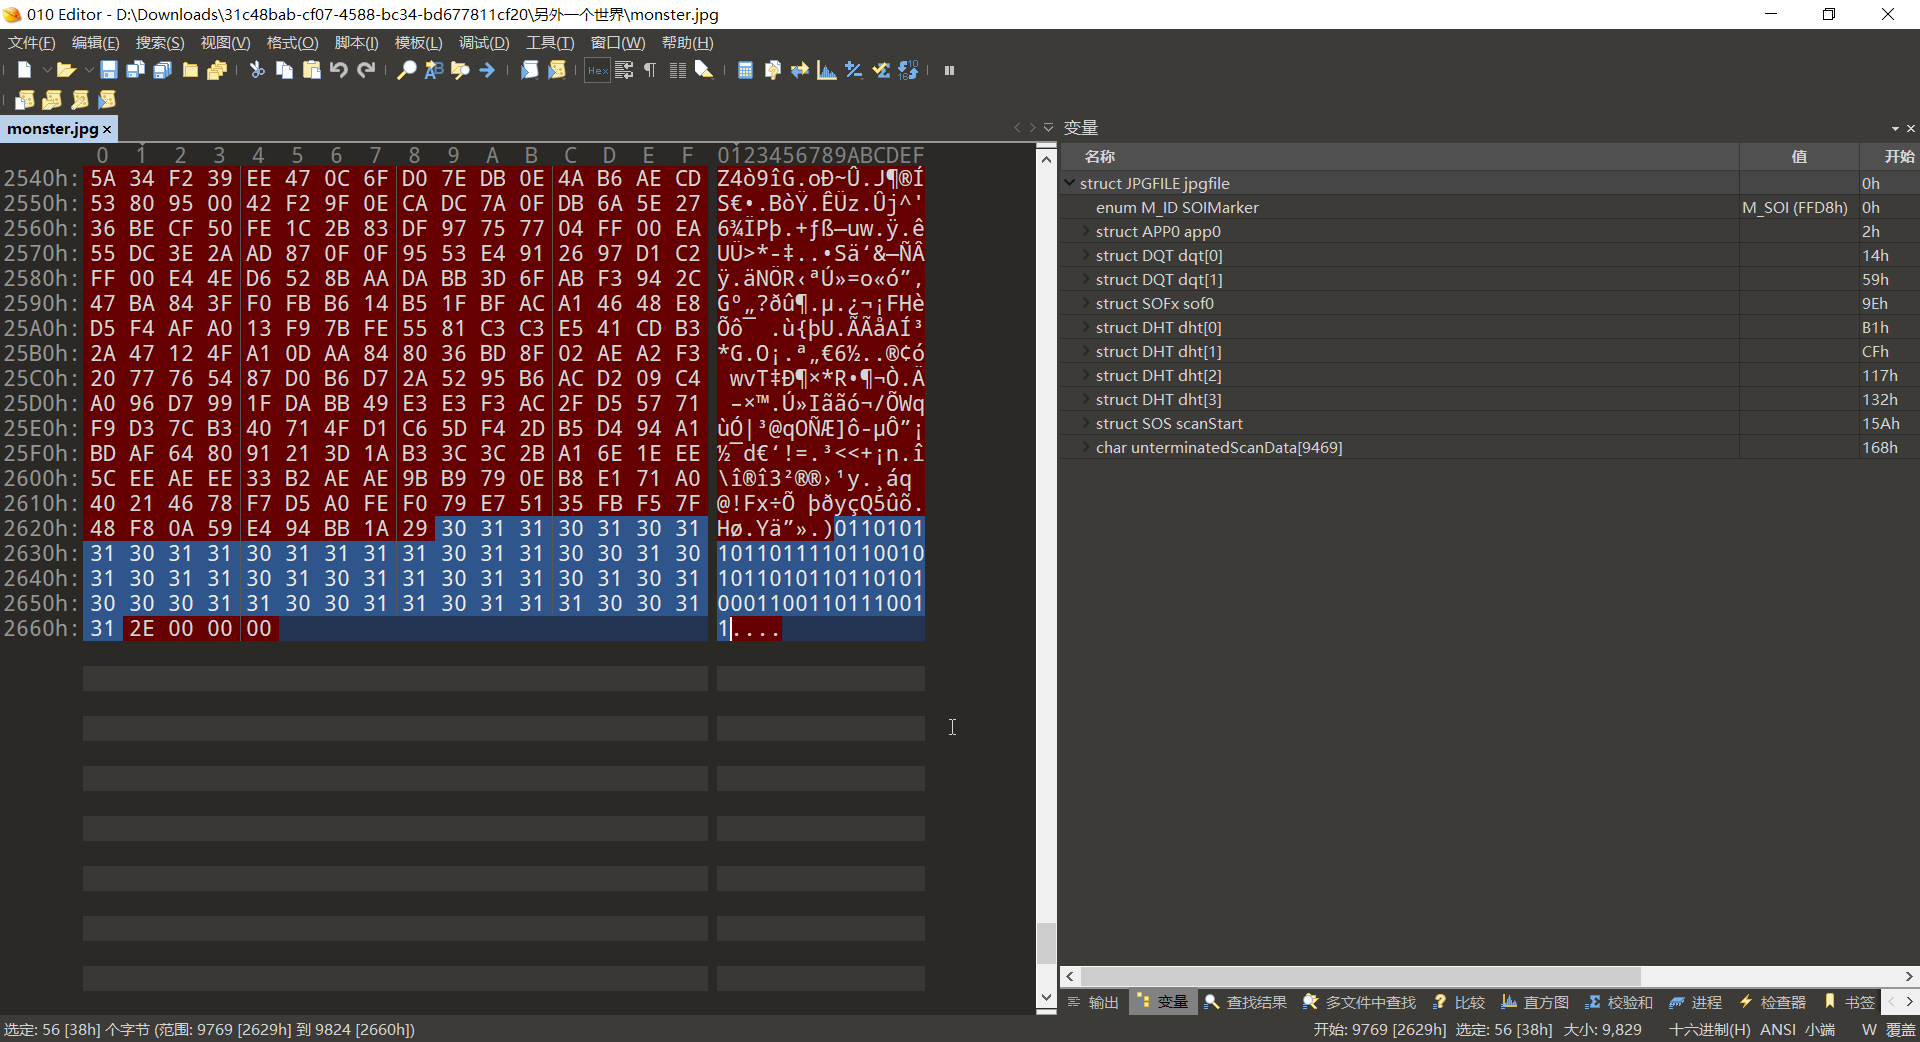 010 Editor - D:\Downloads\31c48bab-cf07-4588-bc34-bd677811cf20\另外一个世界\monster.jpg
文件(F) 编辑(E) 搜索(S) 视图(V) 格式(O) 脚本(I) 模板(L) 调试(D) 工具(T) 窗口(W) 帮助(H)
monster.jpg ×
变量
0 1 2 3 4 5 6 7 8 9 A B C D E F 0123456789ABCDEF
名称 值 开始
2540h: 5A 34 F2 39 EE 47 0C 6F D0 7E DB 0E 4A B6 AE CD Z4ò9îG.oÐ~Û.J¶®Í
2550h: 53 80 95 00 42 F2 9F 0E CA DC 7A 0F DB 6A 5E 27 S€•.BòŸ.ÊÜz.Ûj^'
2560h: 36 BE CF 50 FE 1C 2B 83 DF 97 75 77 04 FF 00 EA 6¾ÏPþ.+ƒß—uw.ÿ.ê
2570h: 55 DC 3E 2A AD 87 0F 0F 95 53 E4 91 26 97 D1 C2 UÜ>*-‡..•Sä‘&—ÑÂ
2580h: FF 00 E4 4E D6 52 8B AA DA BB 3D 6F AB F3 94 2C ÿ.äNÖR‹ªÚ»=o«ó”,
2590h: 47 BA 84 3F F0 FB B6 14 B5 1F BF AC A1 46 48 E8 Gº„?ðû¶.µ.¿¬¡FHè
25A0h: D5 F4 AF A0 13 F9 7B FE 55 81 C3 C3 E5 41 CD B3 Õô¯ .ù{þU.ÃÃåAÍ³
25B0h: 2A 47 12 4F A1 0D AA 84 80 36 BD 8F 02 AE A2 F3 *G.O¡.ª„€6½..®¢ó
25C0h: 20 77 76 54 87 D0 B6 D7 2A 52 95 B6 AC D2 09 C4 wvT‡Ð¶×*R•¶¬Ò.Ä
25D0h: A0 96 D7 99 1F DA BB 49 E3 E3 F3 AC 2F D5 57 71 –×™.Ú»Iããó¬/ÕWq
25E0h: F9 D3 7C B3 40 71 4F D1 C6 5D F4 2D B5 D4 94 A1 ùÓ|³@qOÑÆ]ô-µÔ”¡
25F0h: BD AF 64 80 91 21 3D 1A B3 3C 3C 2B A1 6E 1E EE ½¯d€‘!=.³<<+¡n.î
2600h: 5C EE AE EE 33 B2 AE AE 9B B9 79 0E B8 E1 71 A0 \î®î3²®®›¹y.¸áq
2610h: 40 21 46 78 F7 D5 A0 FE F0 79 E7 51 35 FB F5 7F @!Fx÷Õ þðyçQ5ûõ.
2620h: 48 F8 0A 59 E4 94 BB 1A 29 30 31 31 30 31 30 31 Hø.Yä”».)0110101
2630h: 31 30 31 31 30 31 31 31 31 30 31 31 30 30 31 30 1011011110110010
2640h: 31 30 31 31 30 31 30 31 31 30 31 31 30 31 30 31 1011010110110101
2650h: 30 30 30 31 31 30 30 31 31 30 31 31 31 30 30 31 0001100110111001
2660h: 31 2E 00 00 00 1....
struct JPGFILE jpgfile 0h
enum M_ID SOIMarker M_SOI (FFD8h) 0h
struct APP0 app0 2h
struct DQT dqt[0] 14h
struct DQT dqt[1] 59h
struct SOFx sof0 9Eh
struct DHT dht[0] B1h
struct DHT dht[1] CFh
struct DHT dht[2] 117h
struct DHT dht[3] 132h
struct SOS scanStart 15Ah
char unterminatedScanData[9469] 168h
输出 变量 查找结果 多文件中查找 比较 直方图 校验和 进程 检查器 书签
选定: 56 [38h] 个字节 (范围: 9769 [2629h] 到 9824 [2660h]) 开始: 9769 [2629h] 选定: 56 [38h] 大小: 9,829 十六进制(H) ANSI 小端 W 覆盖